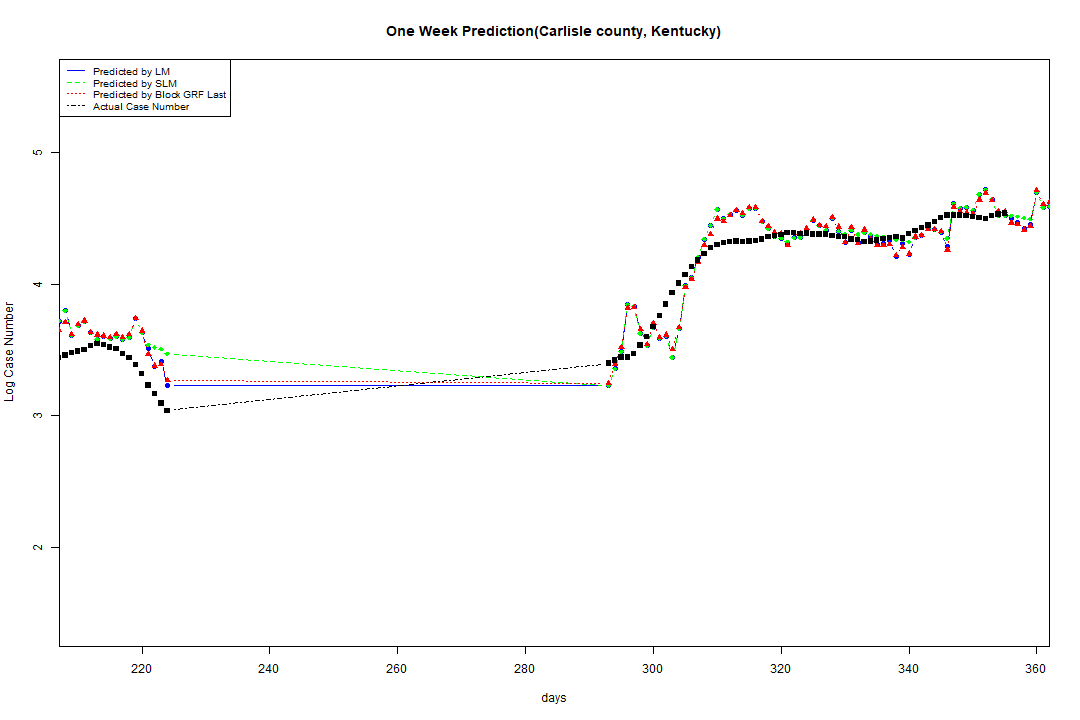 One Week Prediction(Carlisle county, Kentucky)
Predicted by LM
Predicted by SLM
Predicted by Block GRF Last
Actual Case Number
5
4
3
2
Log Case Number
220 240 260 280 300 320 340 360
days